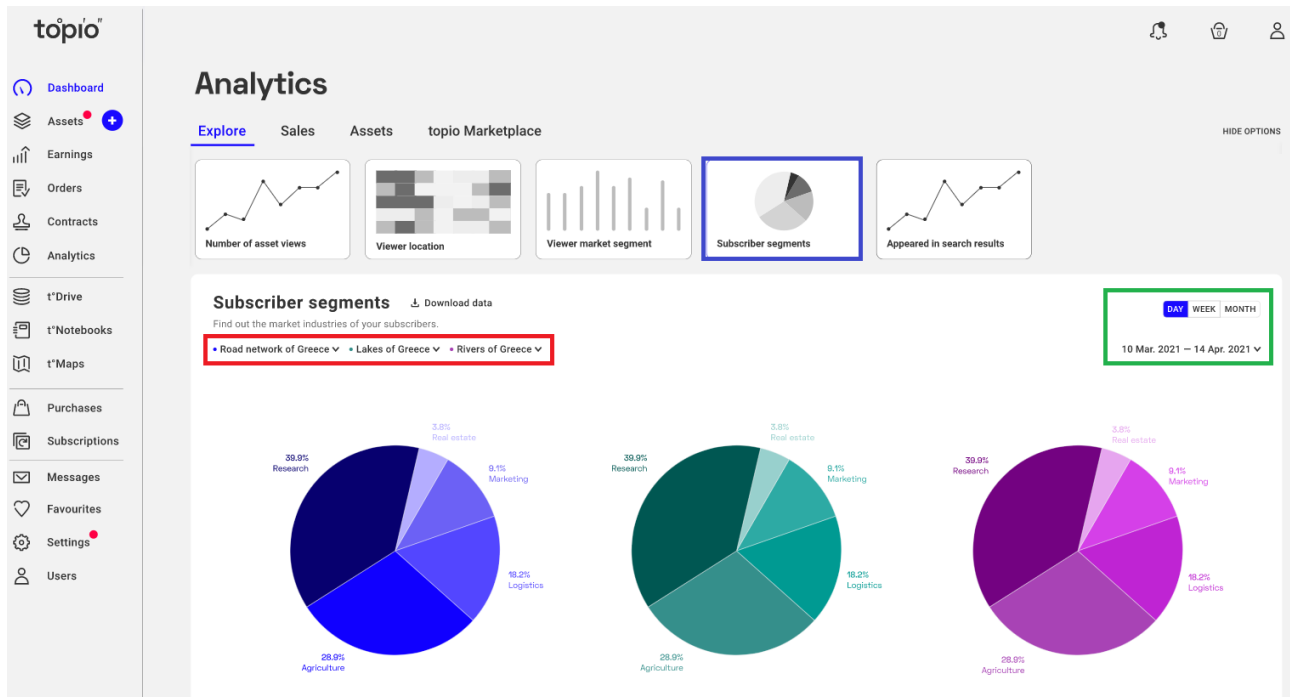 topio
Dashboard
Assets
Earnings
Orders
Contracts
Analytics
t°Drive
t°Notebooks
t°Maps
Purchases
Subscriptions
Messages
Favourites
Settings
Users
0
Analytics
Explore Sales Assets topio Marketplace
HIDE OPTIONS
Number of asset views
Viewer location
Viewer market segment
Subscriber segments
Appeared in search results
Subscriber segments Download data
Find out the market industries of your subscribers.
DAY WEEK MONTH
• Road network of Greece • Lakes of Greece • Rivers of Greece
10 Mar. 2021 — 14 Apr. 2021
3.8%
Real estate
39.9%
Research
9.1%
Marketing
18.2%
Logistics
28.9%
Agriculture
3.8%
Real estate
39.9%
Research
9.1%
Marketing
18.2%
Logistics
28.9%
Agriculture
3.8%
Real estate
39.9%
Research
9.1%
Marketing
18.2%
Logistics
28.9%
Agriculture